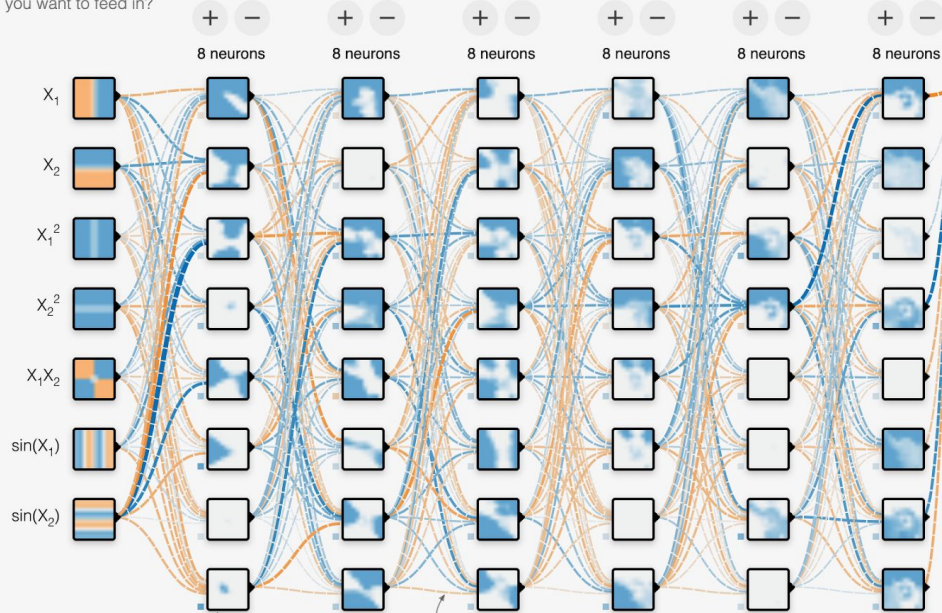 you want to feed in?
+ − + − + − + − + − + −
8 neurons 8 neurons 8 neurons 8 neurons 8 neurons 8 neurons
X₁
X₂
X₁²
X₂²
X₁X₂
sin(X₁)
sin(X₂)